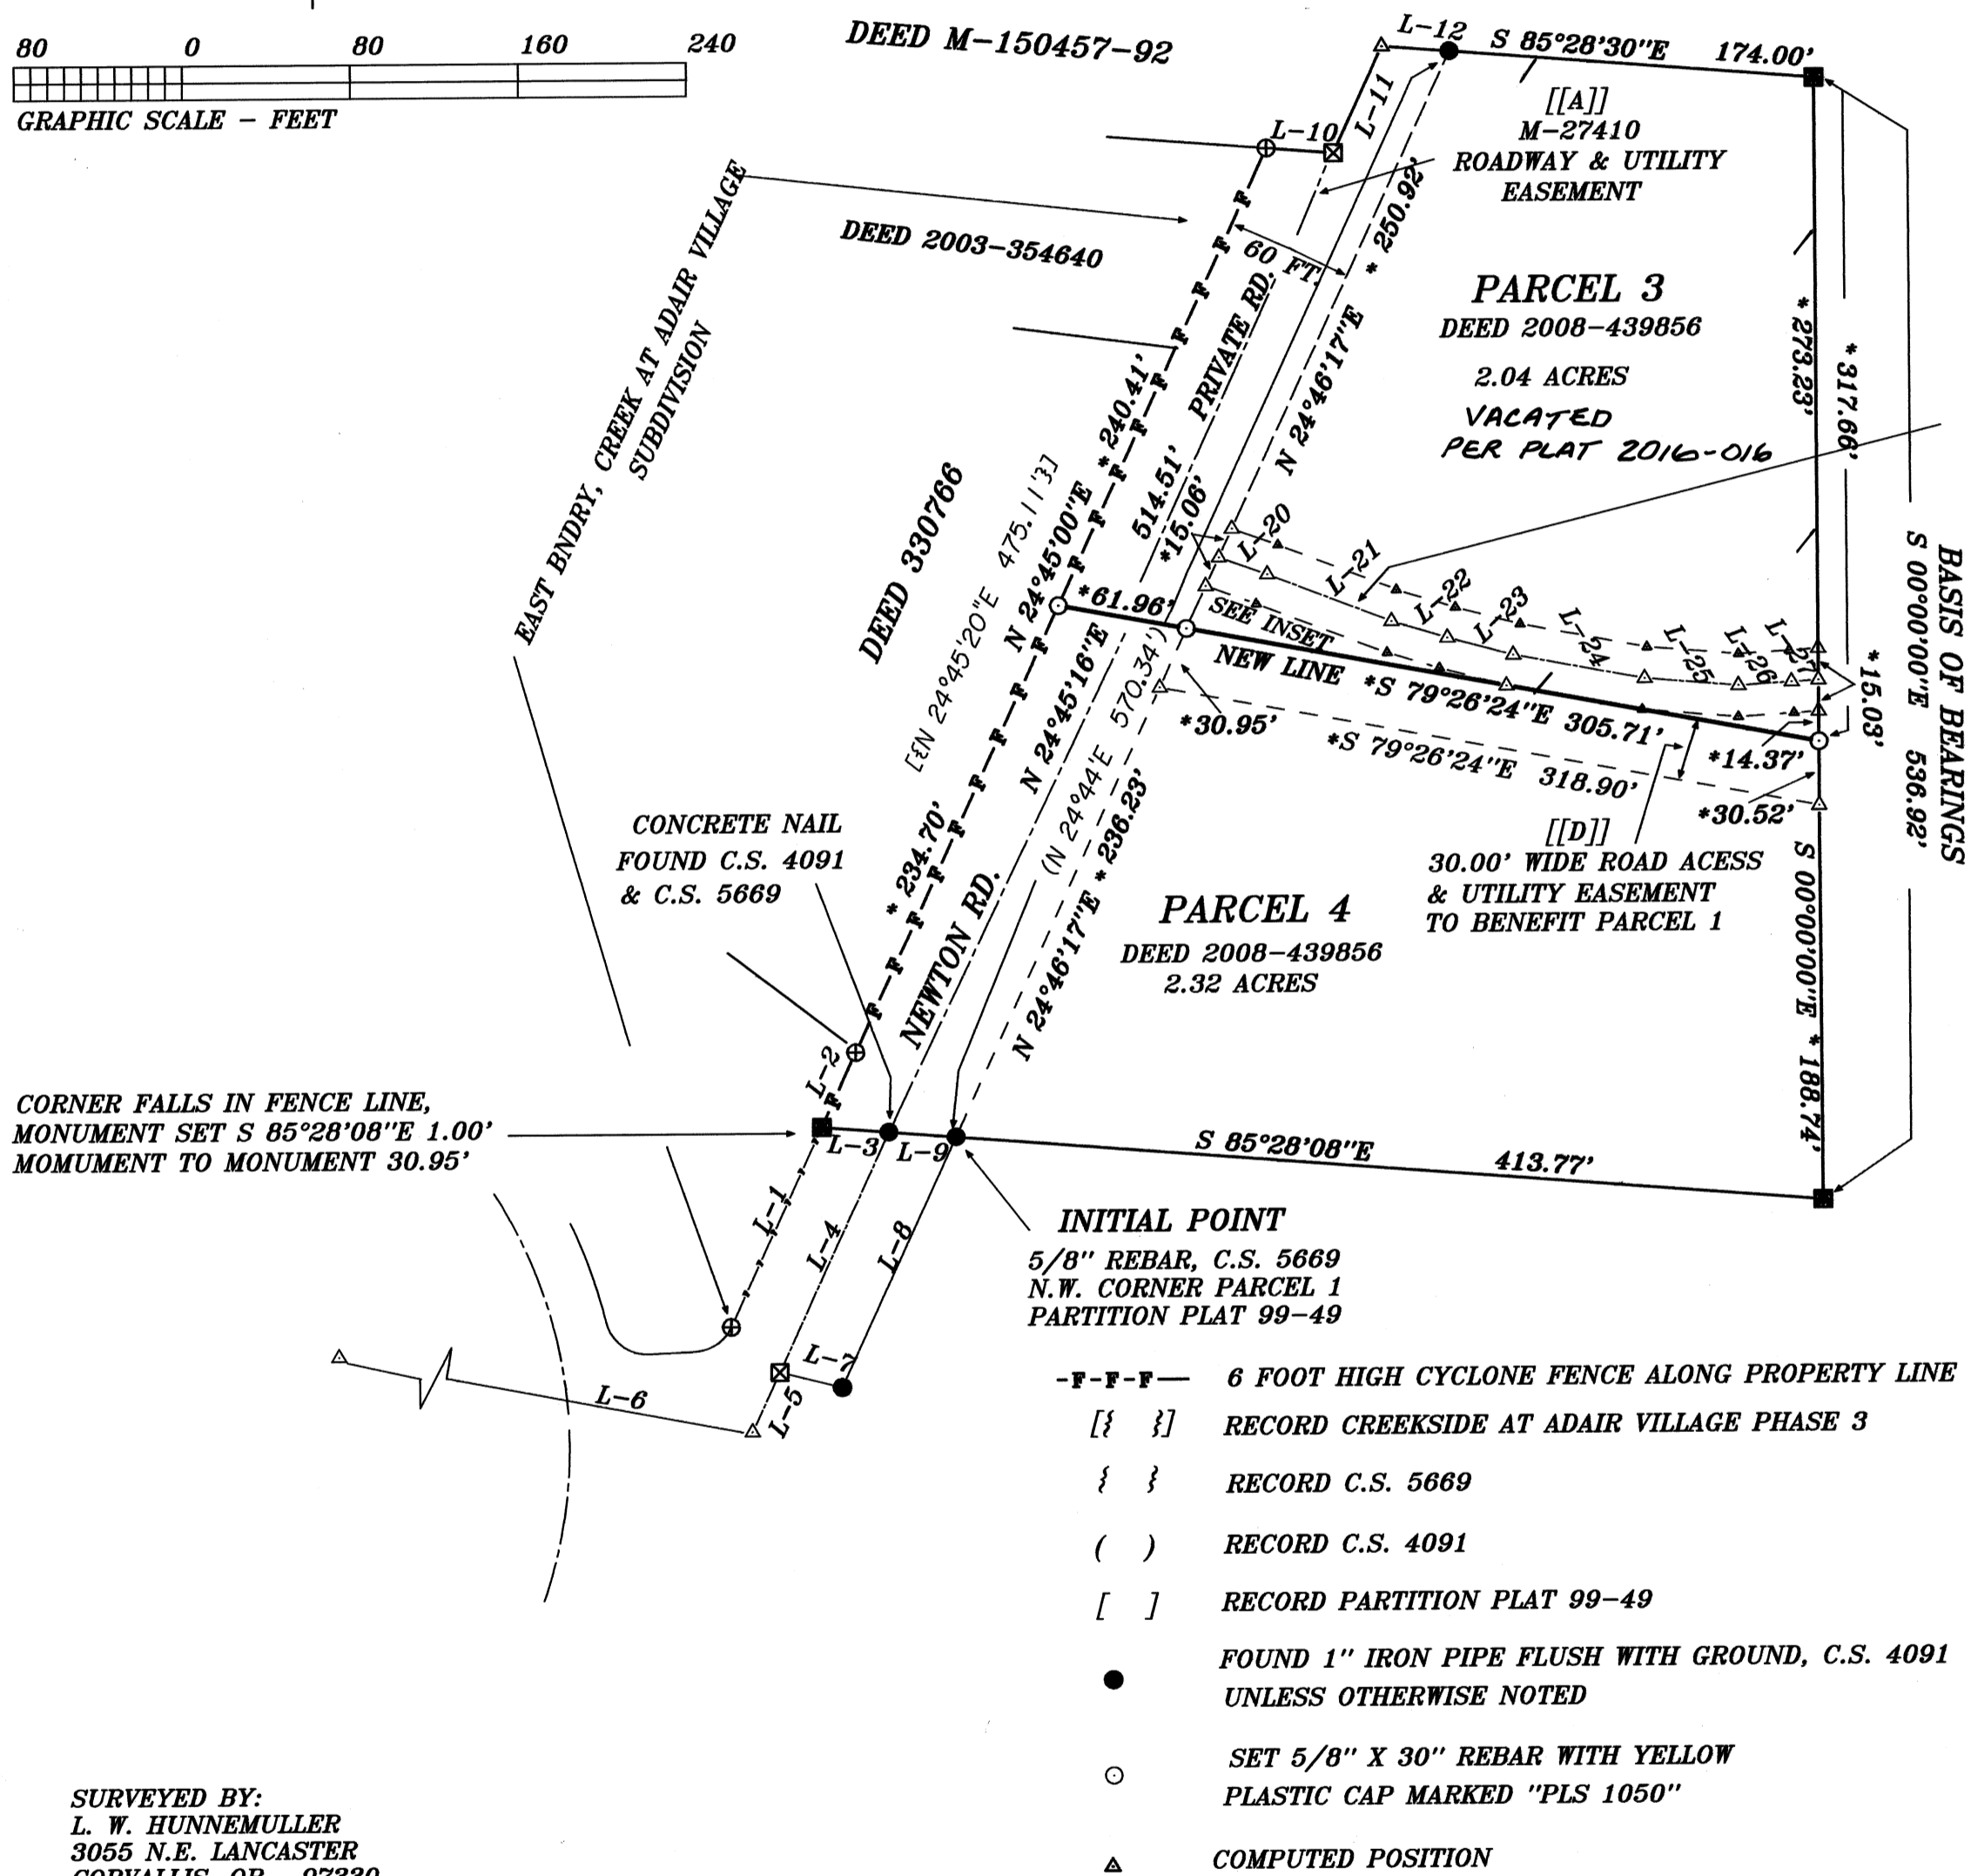 80 0 80 160 240
GRAPHIC SCALE – FEET
DEED M–150457–92
L–12
S 85°28'30"E 174.00'
L–11
L–10
[[A]]
M–27410
ROADWAY & UTILITY
EASEMENT
EAST BNDRY, CREEK AT ADAIR VILLAGE
SUBDIVISION
DEED 2003–354640
60 FT.
PRIVATE RD.
N 24°46'17"E * 250.92'
PARCEL 3
DEED 2008–439856
2.04 ACRES
VACATED
PER PLAT 2016-016
* 273.23'
*317.66'
BASIS OF BEARINGS
S 00°00'00"E 536.92'
DEED 330766
N 24°45'00"E * 240.41'
[{N 24°45'20"E 475.11'}]
514.51'
*15.06'
L–20
L–21
L–22
L–23
L–24
L–25
L–26
L–27
*61.96'
SEE INSET
NEW LINE *S 79°26'24"E 305.71'
*15.03'
*30.95'
*S 79°26'24"E 318.90'
*14.37'
*30.52'
N 24°45'16"E
(N 24°44'E 570.34')
[[D]]
30.00' WIDE ROAD ACESS
& UTILITY EASEMENT
TO BENEFIT PARCEL 1
CONCRETE NAIL
FOUND C.S. 4091
& C.S. 5669
* 234.70'
NEWTON RD.
N 24°46'17"E * 236.23'
PARCEL 4
DEED 2008–439856
2.32 ACRES
S 00°00'00"E * 188.74'
L–2
CORNER FALLS IN FENCE LINE,
MONUMENT SET S 85°28'08"E 1.00'
MOMUMENT TO MONUMENT 30.95'
L–3
L–9
S 85°28'08"E 413.77'
L–1
L–4
L–8
INITIAL POINT
5/8" REBAR, C.S. 5669
N.W. CORNER PARCEL 1
PARTITION PLAT 99–49
L–7
L–5
L–6
-F-F-F— 6 FOOT HIGH CYCLONE FENCE ALONG PROPERTY LINE
[{ }] RECORD CREEKSIDE AT ADAIR VILLAGE PHASE 3
{ } RECORD C.S. 5669
( ) RECORD C.S. 4091
[ ] RECORD PARTITION PLAT 99–49
FOUND 1" IRON PIPE FLUSH WITH GROUND, C.S. 4091
UNLESS OTHERWISE NOTED
SET 5/8" X 30" REBAR WITH YELLOW
PLASTIC CAP MARKED "PLS 1050"
COMPUTED POSITION
SURVEYED BY:
L. W. HUNNEMULLER
3055 N.E. LANCASTER
CORVALLIS, OR 97330